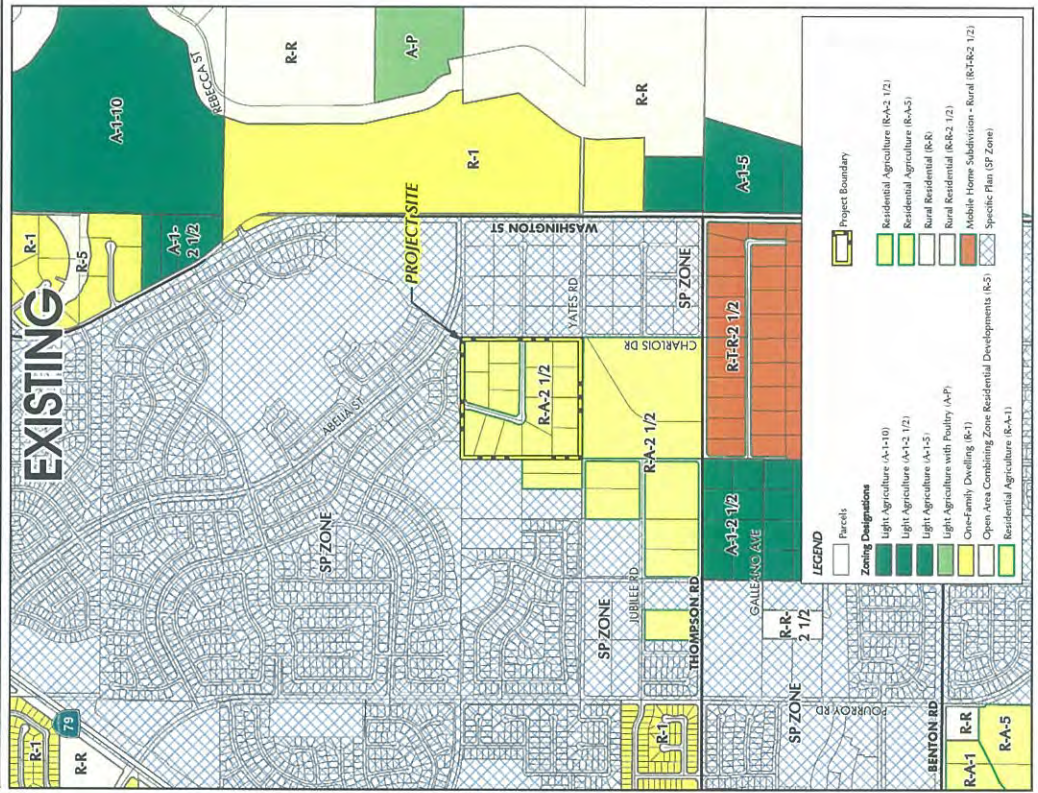 EXISTING
R-1
R-5
A-1-
2 1/2
A-1-10
REBECCA ST
R-R
A-P
R-1
R-R
A-1-5
79
R-1
R-R
PROJECT SITE
WASHINGTON ST
ABELIA ST
SP ZONE
YATES RD
SP ZONE
CHARLOIS DR
R-A-2 1/2
R-A-2 1/2
R-T-R-2 1/2
SP ZONE
JUBILEE RD
THOMPSON RD
R-1
A-1-2 1/2
GALLEANO AVE
R-R-
2 1/2
SP ZONE
POURROY RD
BENTON RD
R-R
R-A-1
R-A-5
LEGEND
Parcels
Project Boundary
Zoning Designations
Light Agriculture (A-1-10)
Light Agriculture (A-1-2 1/2)
Light Agriculture (A-1-5)
Light Agriculture with Poultry (A-P)
One-Family Dwelling (R-1)
Open Area Combining Zone Residential Developments (R-5)
Residential Agriculture (R-A-1)
Residential Agriculture (R-A-2 1/2)
Residential Agriculture (R-A-5)
Rural Residential (R-R)
Rural Residential (R-R-2 1/2)
Mobile Home Subdivision - Rural (R-T-R-2 1/2)
Specific Plan (SP Zone)